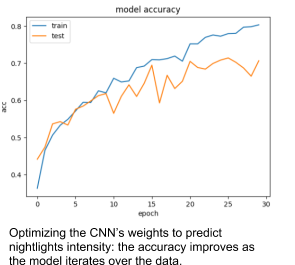 model accuracy
train
test
0.8
0.7
0.6
0.5
0.4
acc
0 5 10 15 20 25 30
epoch
Optimizing the CNN's weights to predict
nightlights intensity: the accuracy improves as
the model iterates over the data.